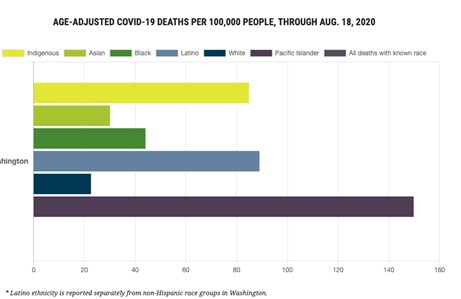 AGE-ADJUSTED COVID-19 DEATHS PER 100,000 PEOPLE, THROUGH AUG. 18, 2020
Indigenous Asian Black Latino White Pacific Islander All deaths with known race
shington
0 20 40 60 80 100 120 140 160
* Latino ethnicity is reported separately from non-Hispanic race groups in Washington.